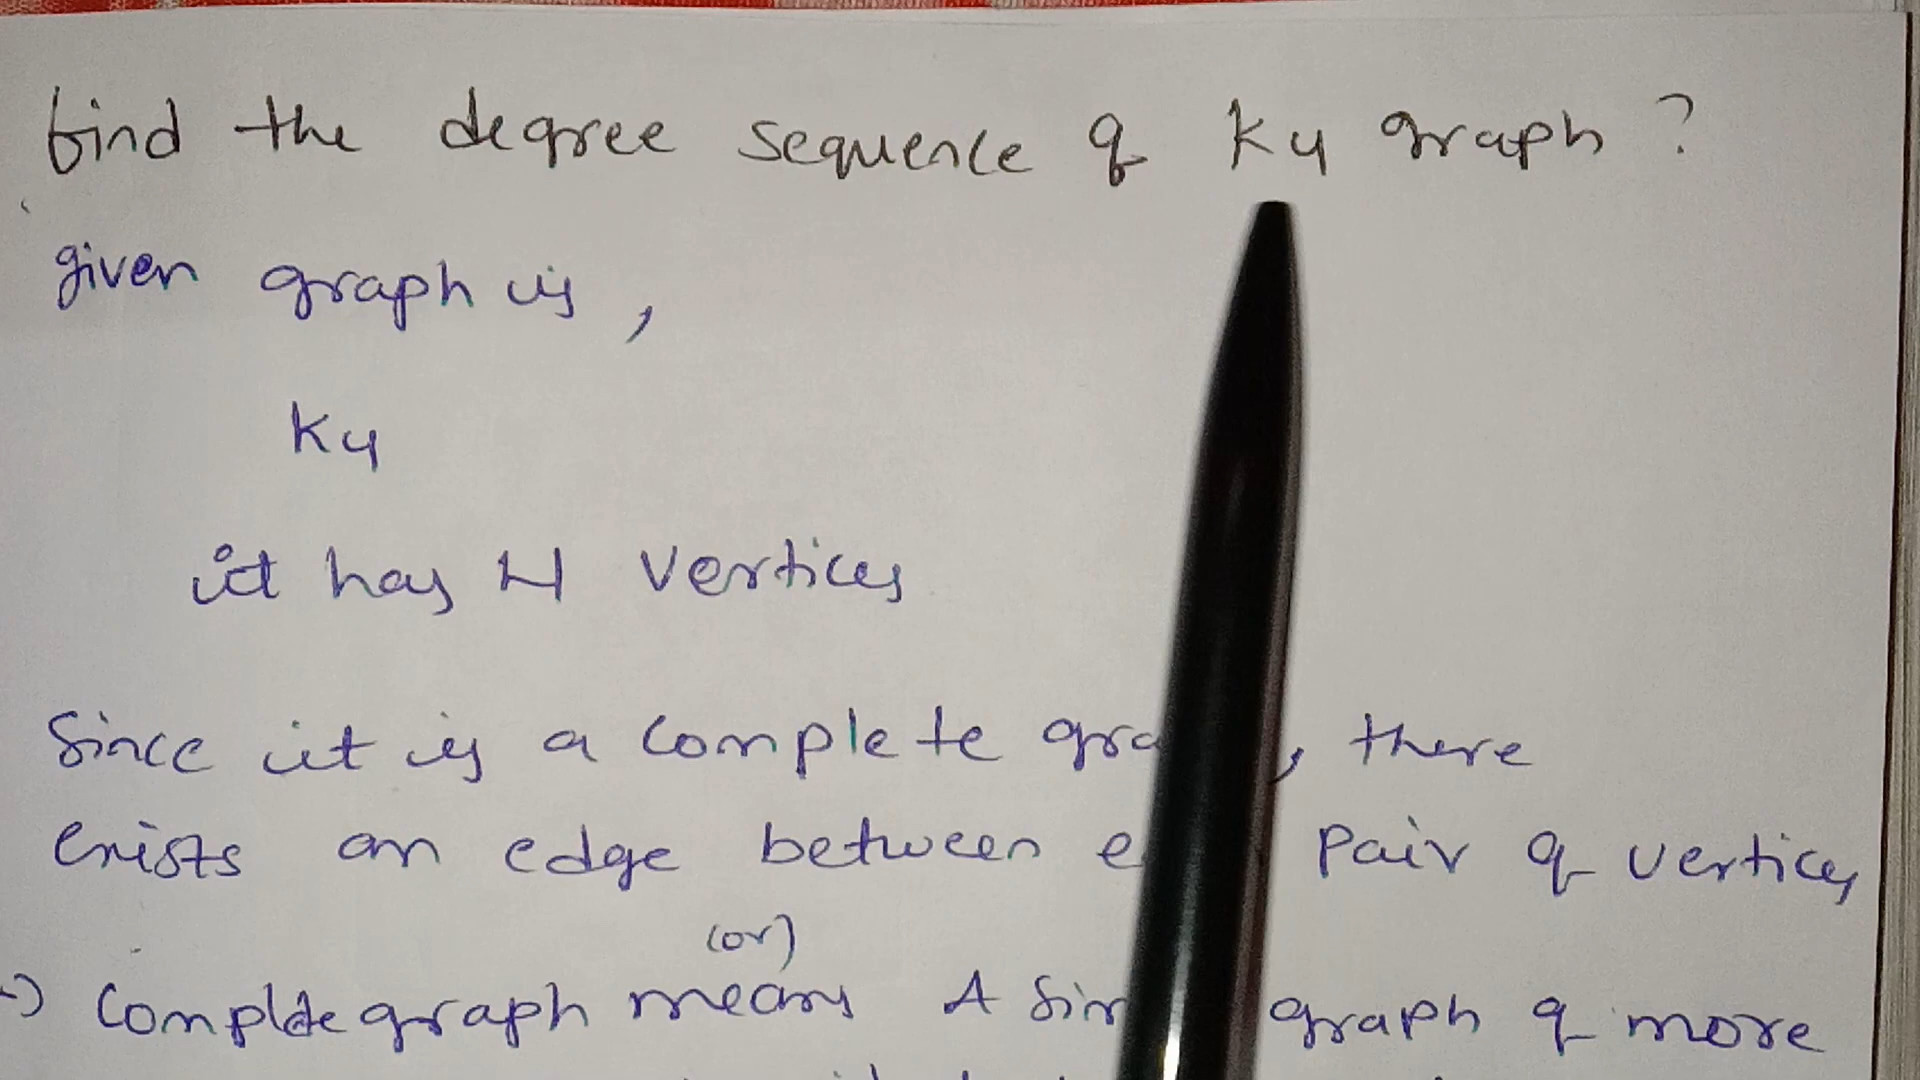 find the degree sequence of K4 graph ?
given graph is ,
K4
it has 4 vertices
Since it is a complete , there
exists an edge between pair of vertices
(or)
Complete graph means A graph of more